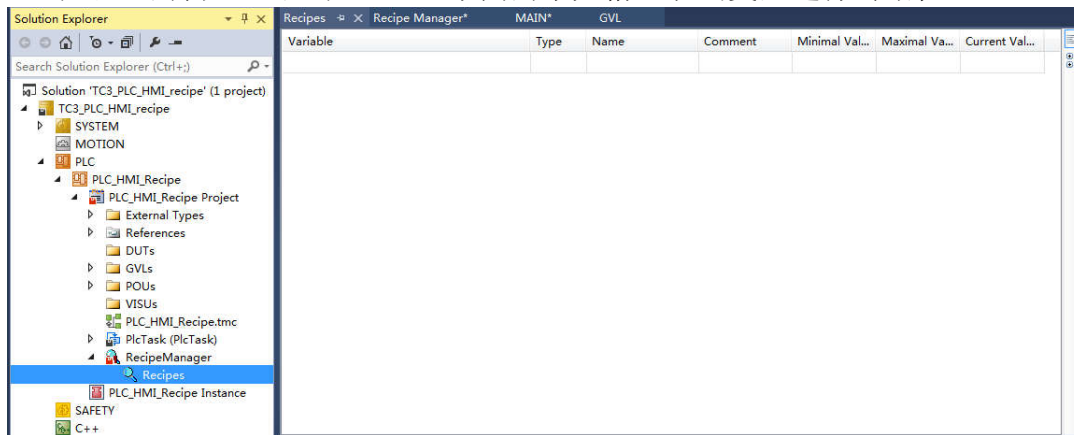 Solution Explorer
Search Solution Explorer (Ctrl+;)
Solution 'TC3_PLC_HMI_recipe' (1 project)
TC3_PLC_HMI_recipe
SYSTEM
MOTION
PLC
PLC_HMI_Recipe
PLC_HMI_Recipe Project
External Types
References
DUTs
GVLs
POUs
VISUs
PLC_HMI_Recipe.tmc
PlcTask (PlcTask)
RecipeManager
Recipes
PLC_HMI_Recipe Instance
SAFETY
C++
Recipes Recipe Manager* MAIN* GVL
Variable Type Name Comment Minimal Val... Maximal Va... Current Val...